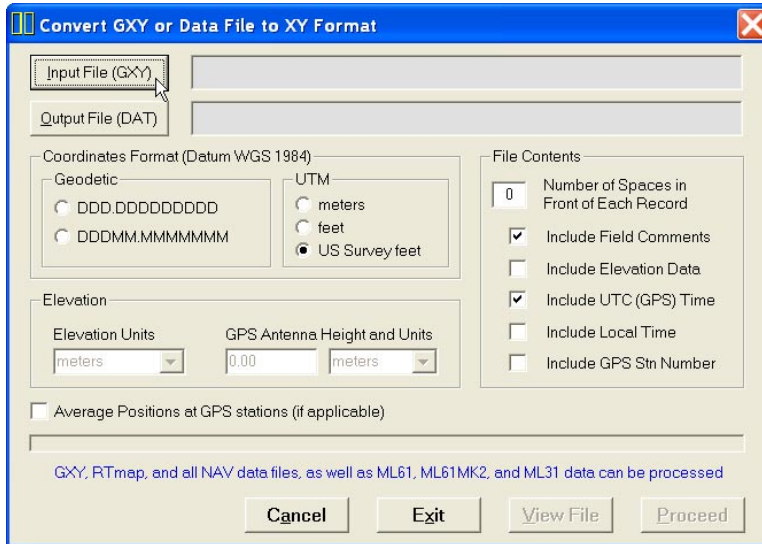 Convert GXY or Data File to XY Format
Input File (GXY)
Output File (DAT)
Coordinates Format (Datum WGS 1984)
Geodetic
DDD.DDDDDDDDD
DDDMM.MMMMMMM
UTM
meters
feet
US Survey feet
File Contents
0
Number of Spaces in
Front of Each Record
Include Field Comments
Include Elevation Data
Include UTC (GPS) Time
Include Local Time
Include GPS Stn Number
Elevation
Elevation Units
meters
GPS Antenna Height and Units
0.00
meters
Average Positions at GPS stations (if applicable)
GXY, RTmap, and all NAV data files, as well as ML61, ML61MK2, and ML31 data can be processed
Cancel
Exit
View File
Proceed